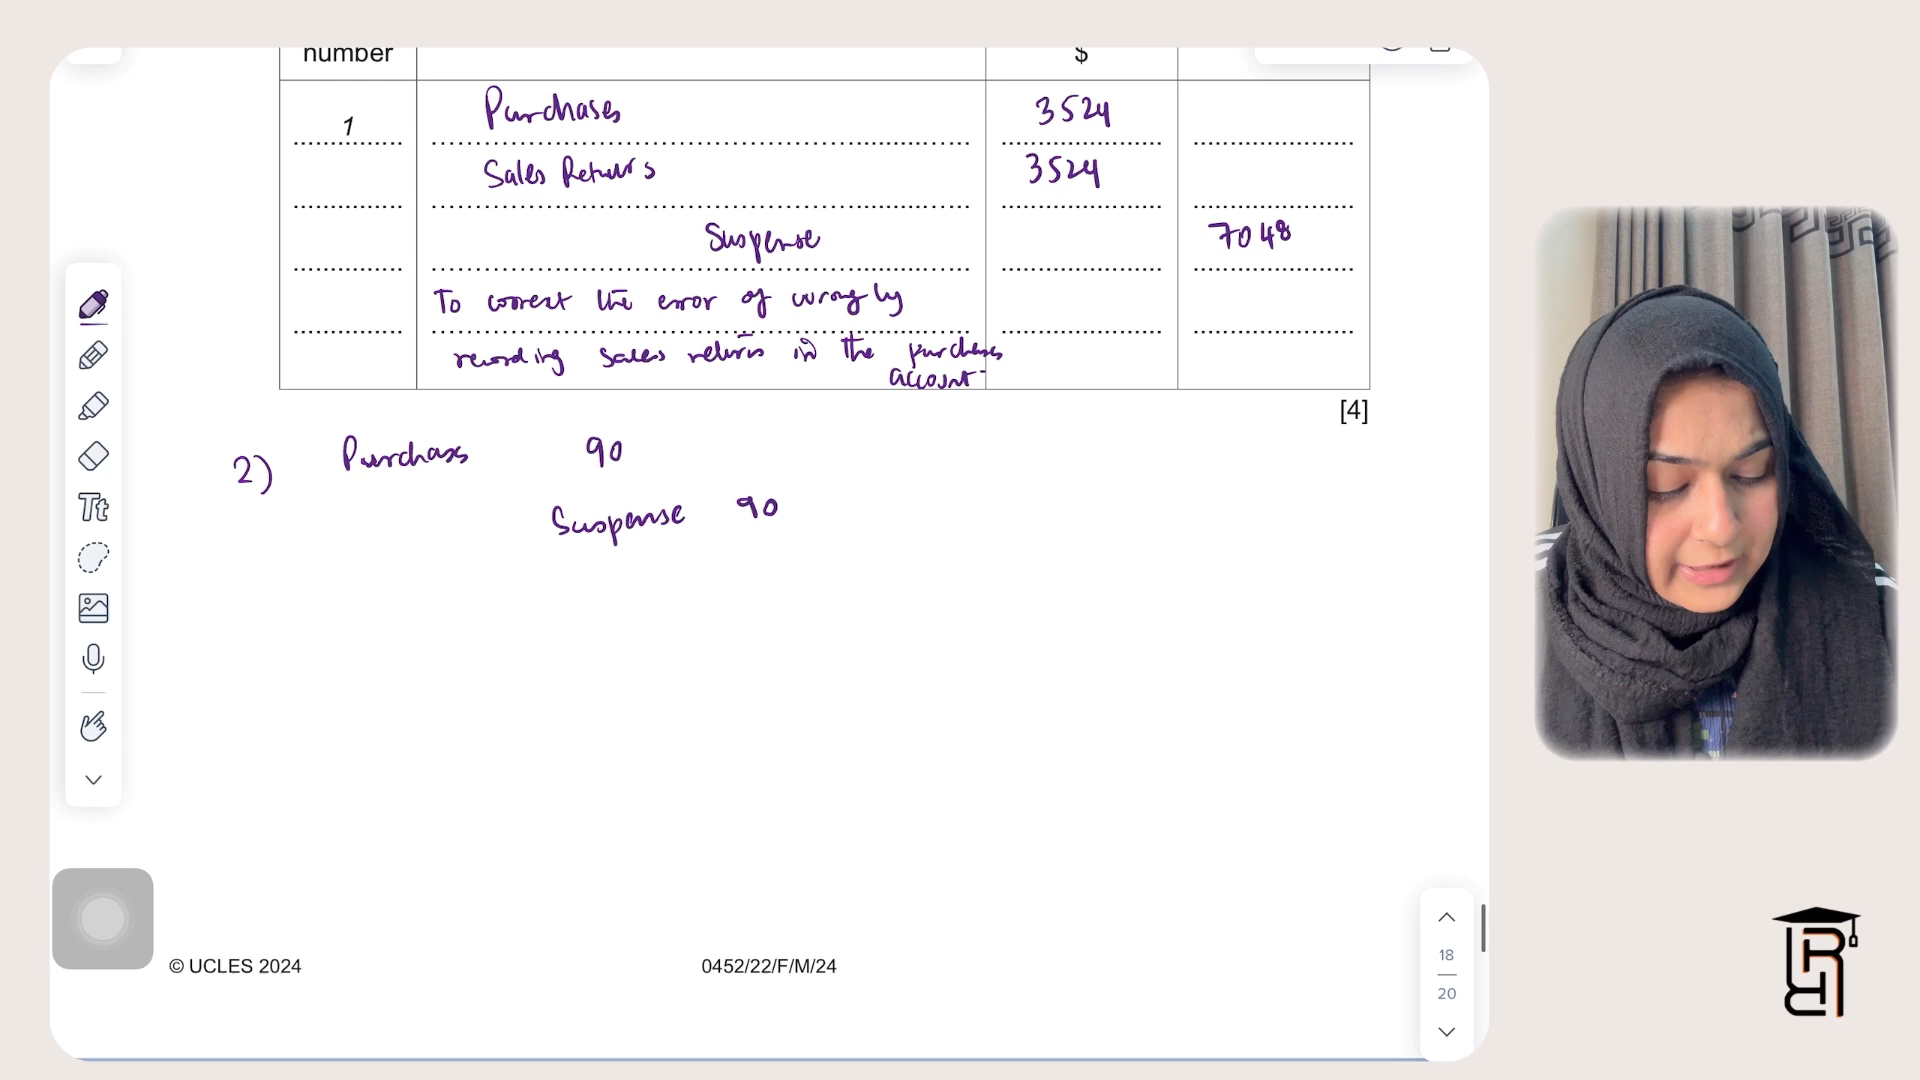 number $
1 Purchases 3524
Sales Returns 3524
Suspense 7048
To correct the error of wrongly
recording sales returns in the purchases
account.
[4]
2) Purchases 90
Suspense 90
Tt
18
20
© UCLES 2024 0452/22/F/M/24